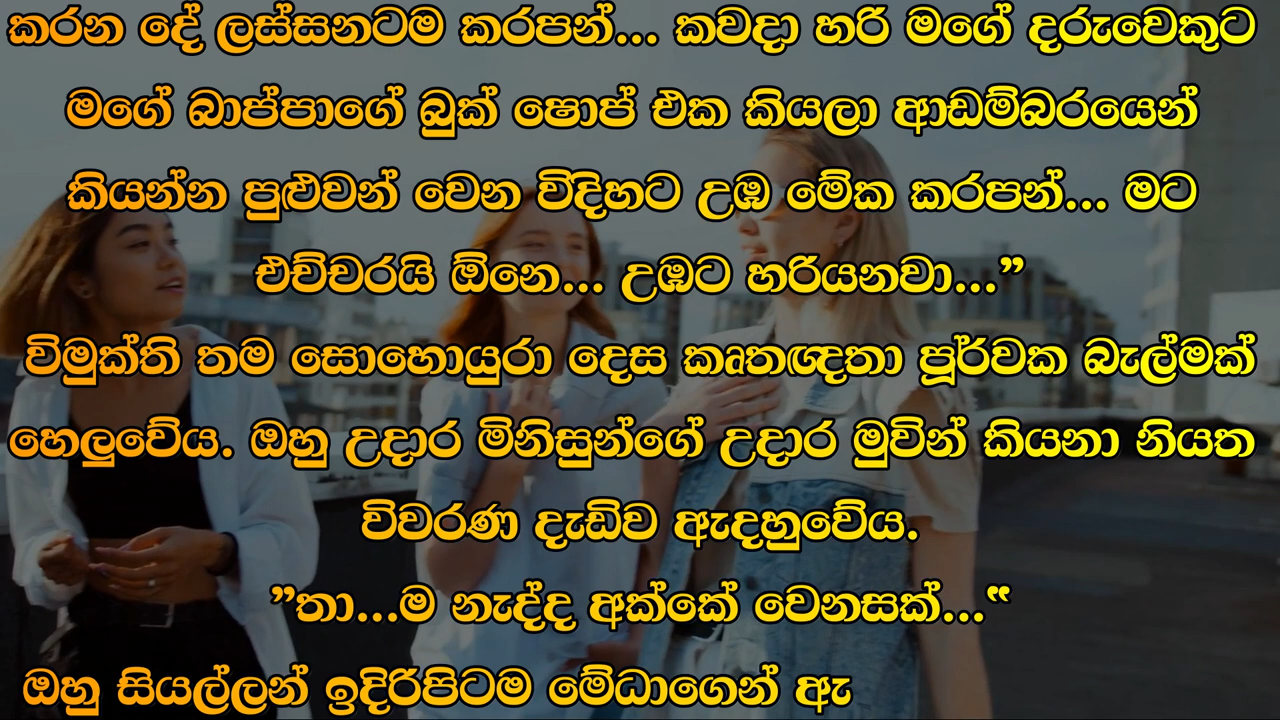 කරන දේ ලස්සනටම කරපන්... කවදා හරි මගේ දරුවෙකුට
මගේ බාප්පාගේ බුක් ෂොප් එක කියලා ආඩම්බරයෙන්
කියන්න පුළුවන් වෙන විදිහට උඹ මේක කරපන්... මට
එච්චරයි ඕනෙ... උඹට හරියනවා...”
විමුක්ති තම සොහොයුරා දෙස කෘතඥතා පූර්වක බැල්මක්
හෙලුවේය. ඔහු උදාර මිනිසුන්ගේ උදාර මුවින් කියනා නියත
විවරණ දැඩිව ඇදහුවේය.
”තා...ම නැද්ද අක්කේ වෙනසක්...“
ඔහු සියල්ලන් ඉදිරිපිටම මේධාගෙන් ඇ